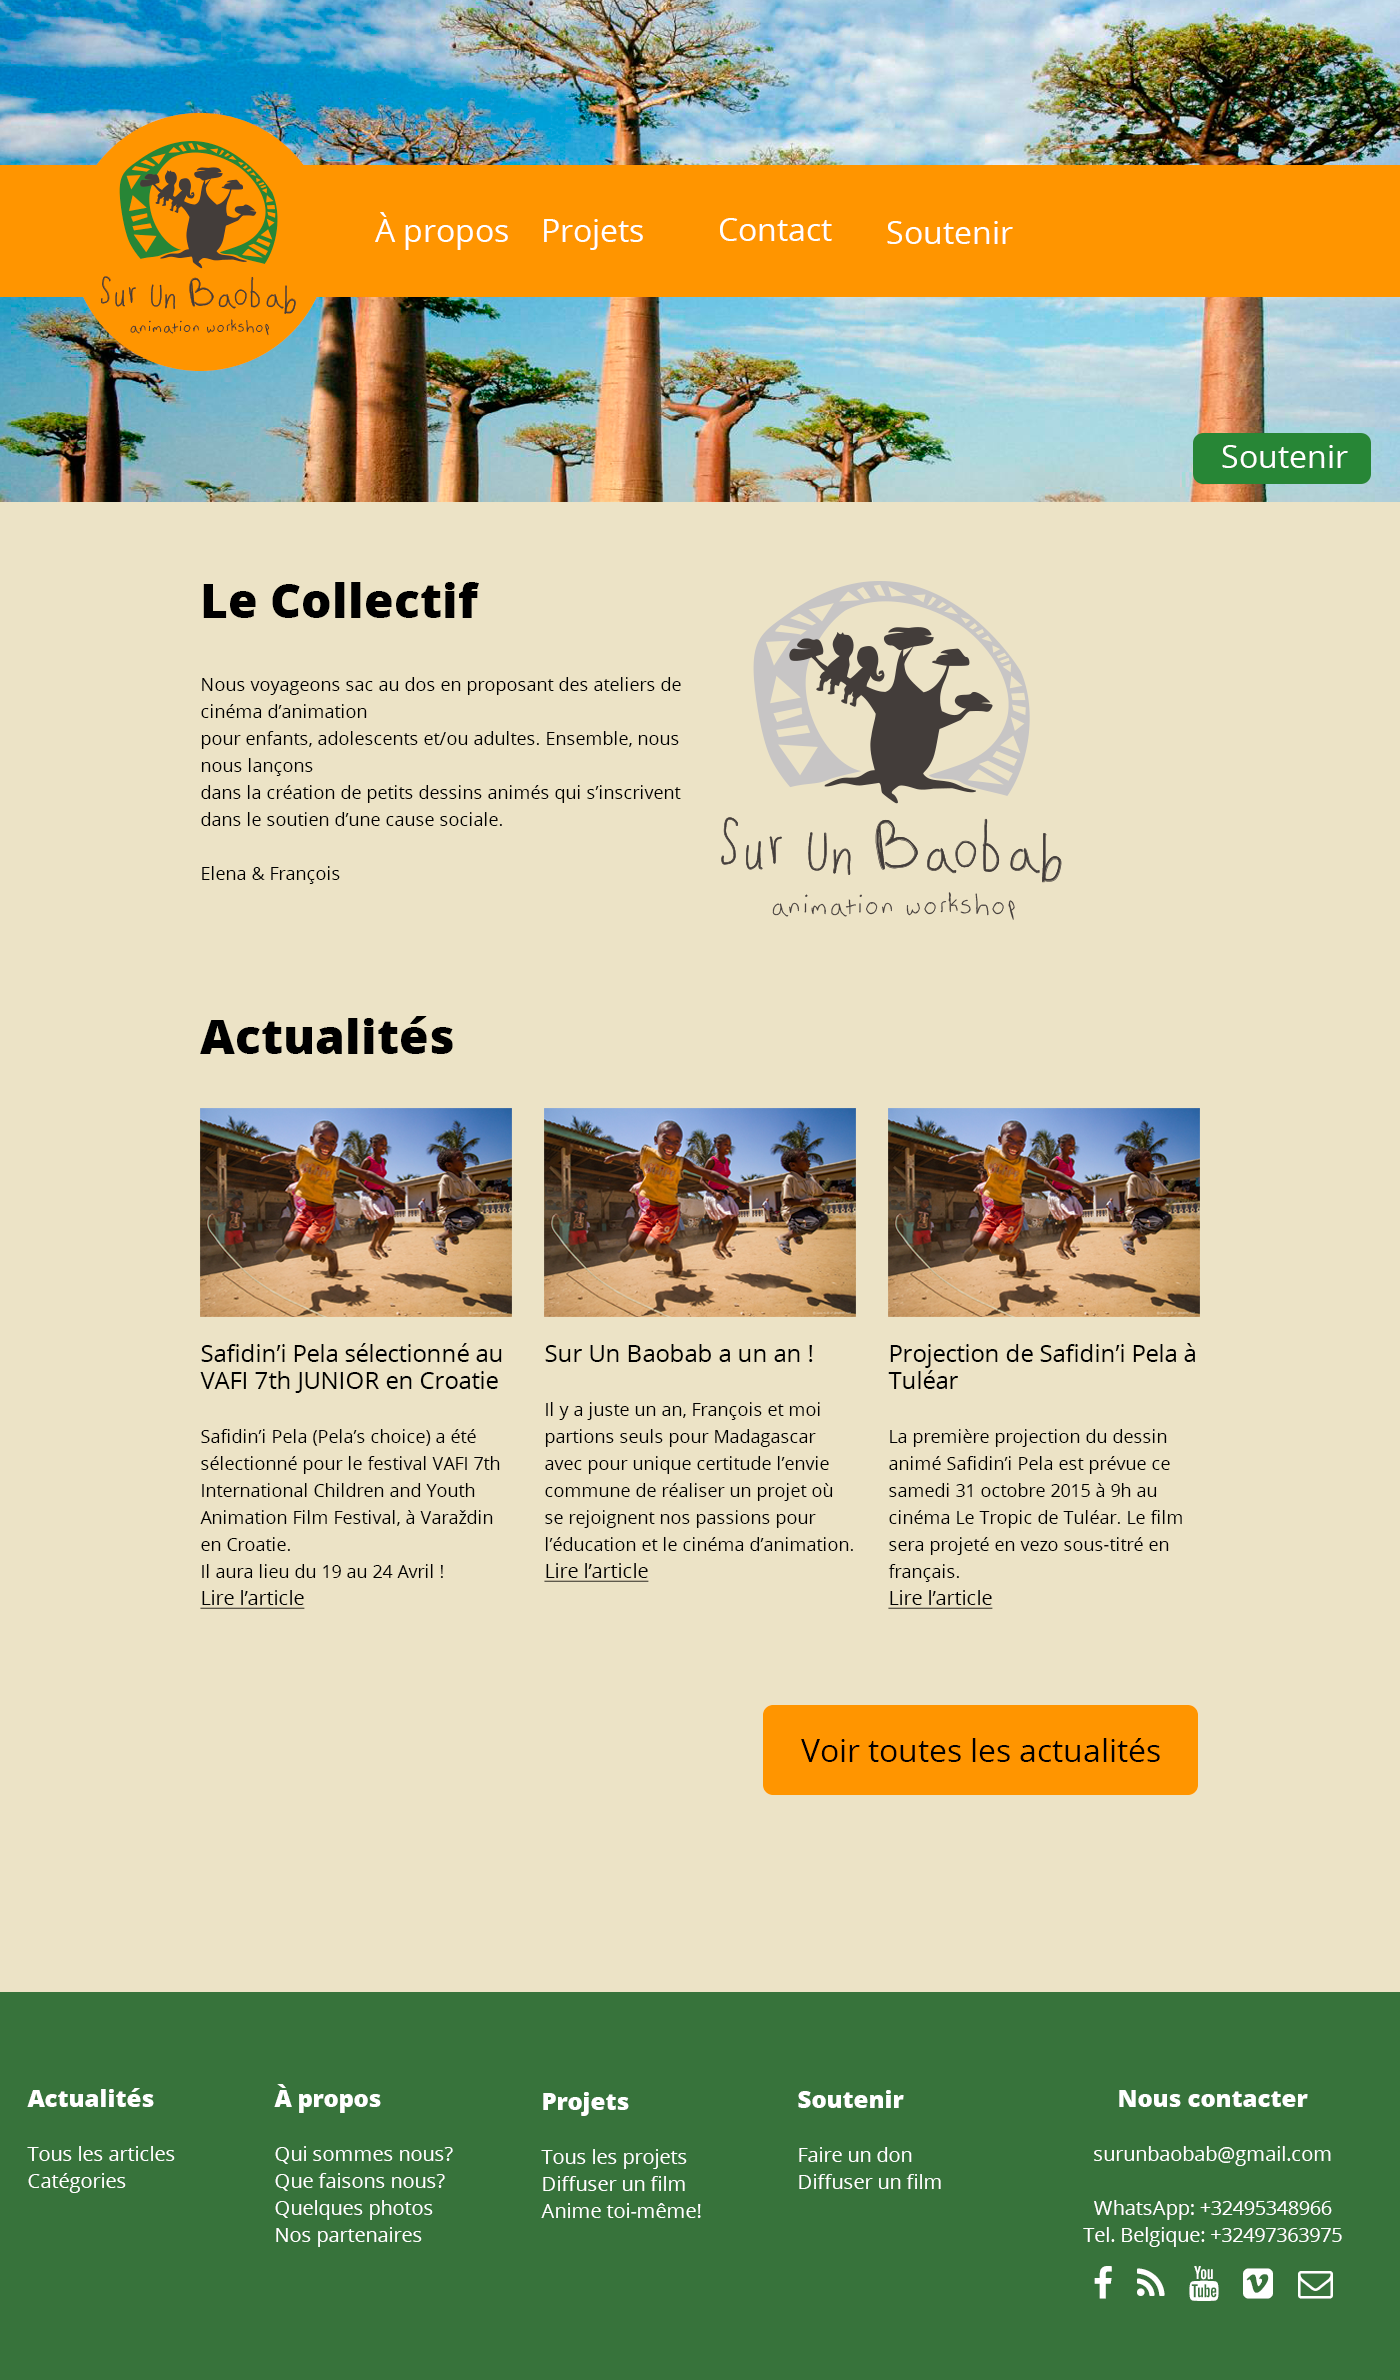 À propos Projets Contact Soutenir
Sur Un Baobab
animation workshop
Soutenir
Le Collectif
Nous voyageons sac au dos en proposant des ateliers de
cinéma d’animation
pour enfants, adolescents et/ou adultes. Ensemble, nous
nous lançons
dans la création de petits dessins animés qui s’inscrivent
dans le soutien d’une cause sociale.
Elena & François
Sur Un Baobab
animation workshop
Actualités
Safidin’i Pela sélectionné au
VAFI 7th JUNIOR en Croatie
Safidin’i Pela (Pela’s choice) a été
sélectionné pour le festival VAFI 7th
International Children and Youth
Animation Film Festival, à Varaždin
en Croatie.
Il aura lieu du 19 au 24 Avril !
Lire l’article
Sur Un Baobab a un an !
Il y a juste un an, François et moi
partions seuls pour Madagascar
avec pour unique certitude l’envie
commune de réaliser un projet où
se rejoignent nos passions pour
l’éducation et le cinéma d’animation.
Lire l’article
Projection de Safidin’i Pela à
Tuléar
La première projection du dessin
animé Safidin’i Pela est prévue ce
samedi 31 octobre 2015 à 9h au
cinéma Le Tropic de Tuléar. Le film
sera projeté en vezo sous-titré en
français.
Lire l’article
Voir toutes les actualités
Actualités
Tous les articles
Catégories
À propos
Qui sommes nous?
Que faisons nous?
Quelques photos
Nos partenaires
Projets
Tous les projets
Diffuser un film
Anime toi-même!
Soutenir
Faire un don
Diffuser un film
Nous contacter
surunbaobab@gmail.com
WhatsApp: +32495348966
Tel. Belgique: +32497363975
You
Tube